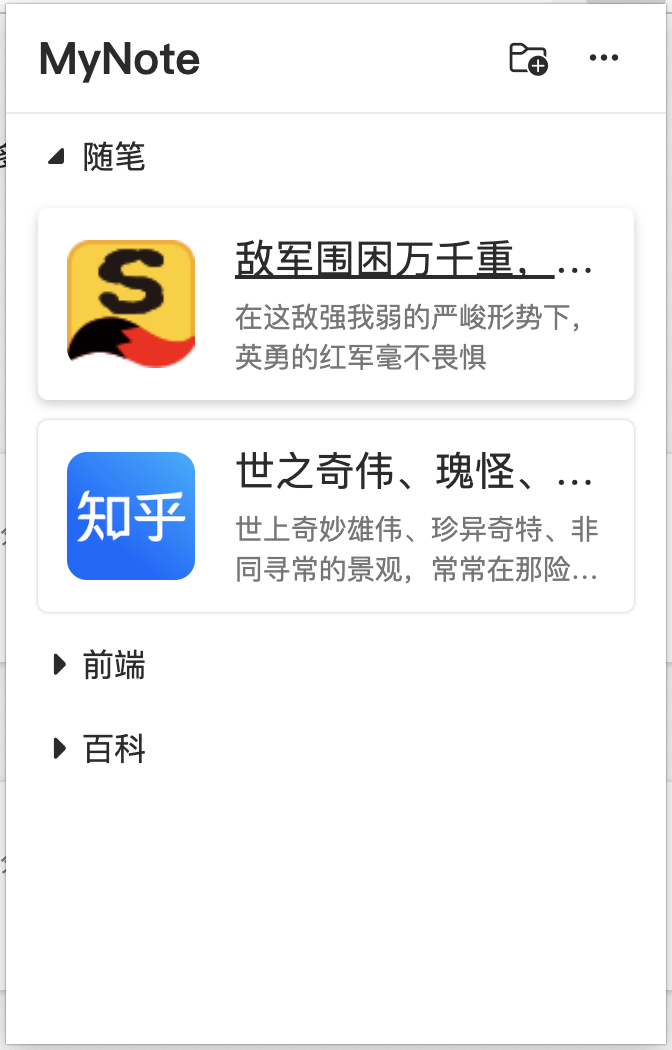 MyNote
随笔
S
敌军围困万千重，...
在这敌强我弱的严峻形势下，
英勇的红军毫不畏惧
知乎
世之奇伟、瑰怪、...
世上奇妙雄伟、珍异奇特、非
同寻常的景观，常常在那险...
前端
百科